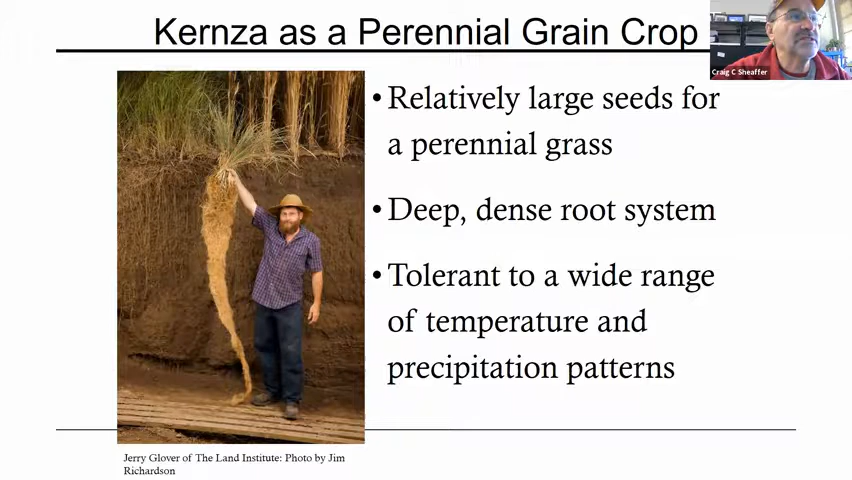 Kernza as a Perennial Grain Crop
Craig C Sheaffer
• Relatively large seeds for
a perennial grass
• Deep, dense root system
• Tolerant to a wide range
of temperature and
precipitation patterns
Jerry Glover of The Land Institute: Photo by Jim
Richardson